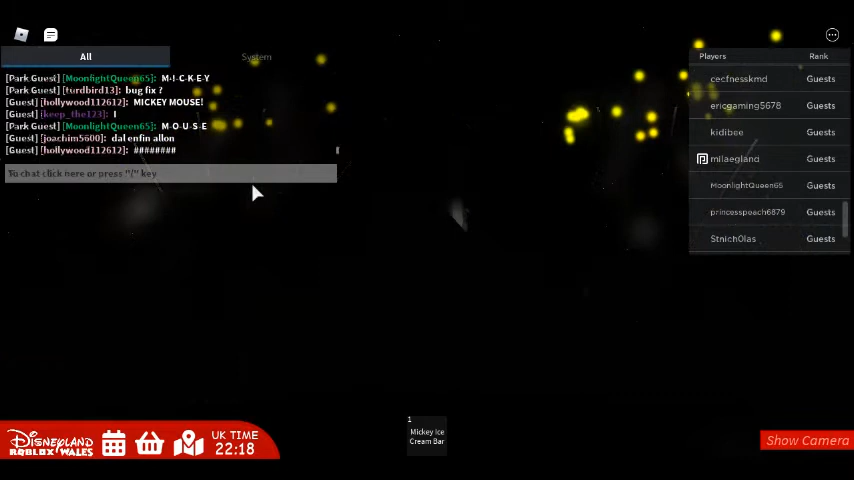 All
System
[Park Guest] [MoonlightQueen65]: M-I-C-K-E-Y
[Park Guest] [turdbird13]: bug fix ?
[Guest] [hollywood112612]: MICKEY MOUSE!
[Guest] [keep_the123]: I
[Park Guest] [MoonlightQueen65]: M-O-U-S-E
[Guest] [joachim5600]: dal enfin allon
[Guest] [hollywood112612]: ########
To chat click here or press "/" key
Players Rank
cecfnesskmd Guests
ericgaming5678 Guests
kidibee Guests
milaegland Guests
MoonlightQueen65 Guests
princesspeach6879 Guests
StnichOlas Guests
DISNEYLAND
ROBLOX WALES
UK TIME
22:18
1
Mickey Ice
Cream Bar
Show Camera